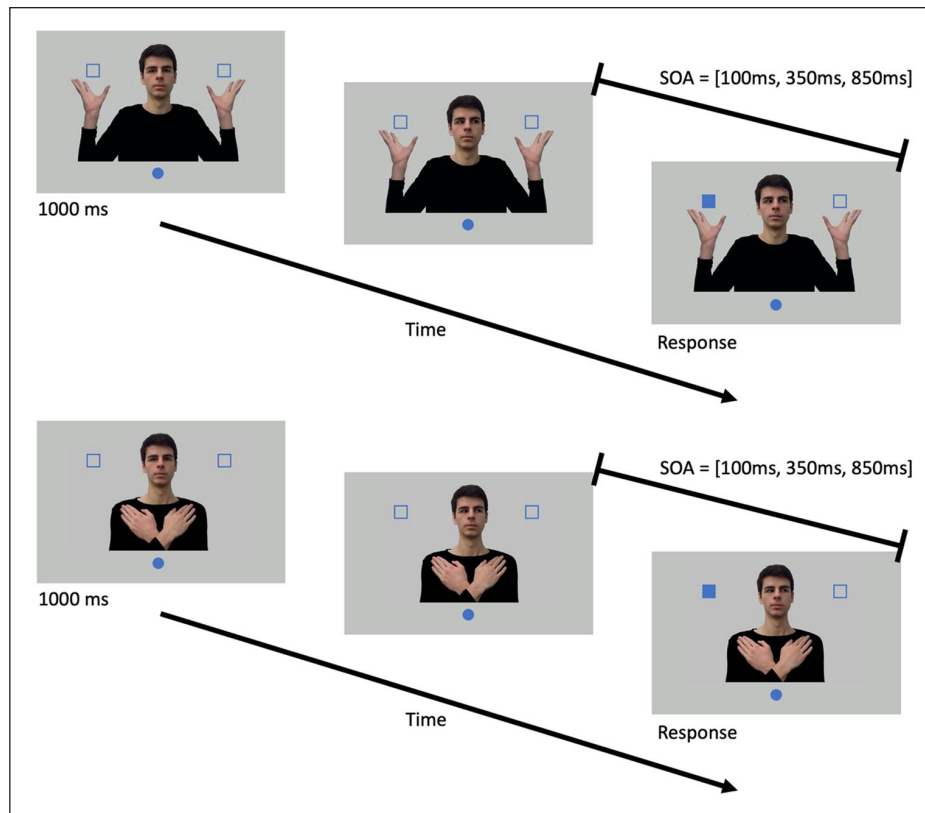 SOA = [100ms, 350ms, 850ms]
1000 ms
Time
Response
SOA = [100ms, 350ms, 850ms]
1000 ms
Time
Response